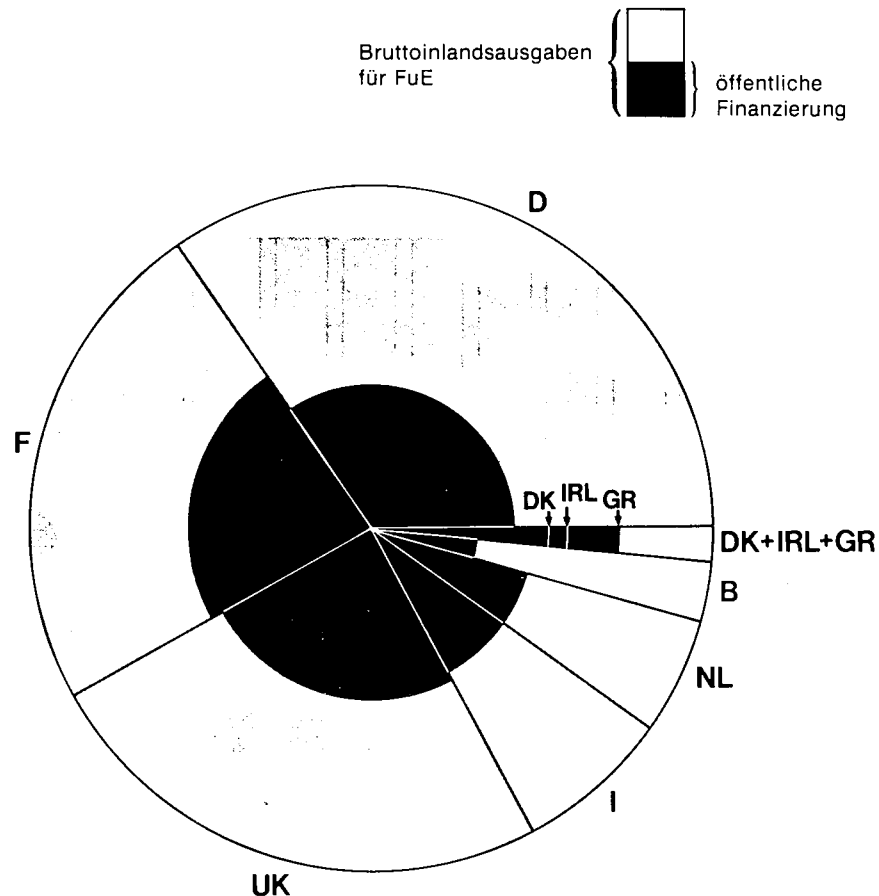 Bruttoinlandsausgaben
für FuE
öffentliche
Finanzierung
D
F
DK IRL GR
DK+IRL+GR
B
NL
I
UK